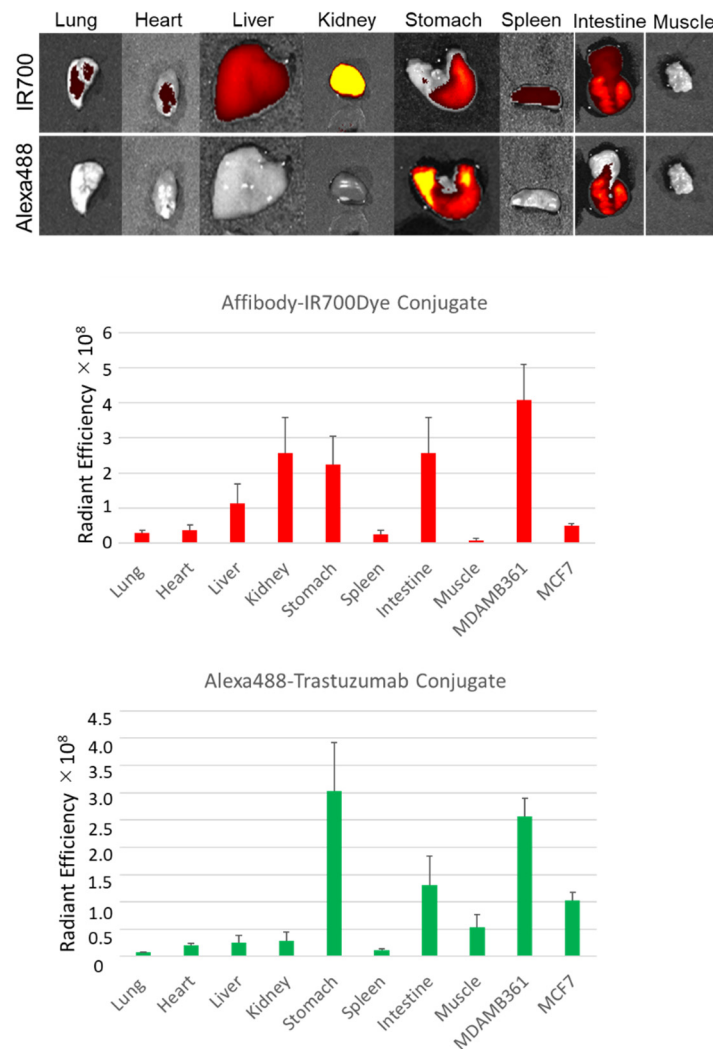 Lung Heart Liver Kidney Stomach Spleen Intestine Muscle
IR700
Alexa488
Affibody-IR700Dye Conjugate
Radiant Efficiency ×10⁸
6
5
4
3
2
1
0
Lung
Heart
Liver
Kidney
Stomach
Spleen
Intestine
Muscle
MDAMB361
MCF7
Alexa488-Trastuzumab Conjugate
Radiant Efficiency ×10⁸
4.5
4.0
3.5
3.0
2.0
1.5
1.0
0.5
0
Lung
Heart
Liver
Kidney
Stomach
Spleen
Intestine
Muscle
MDAMB361
MCF7